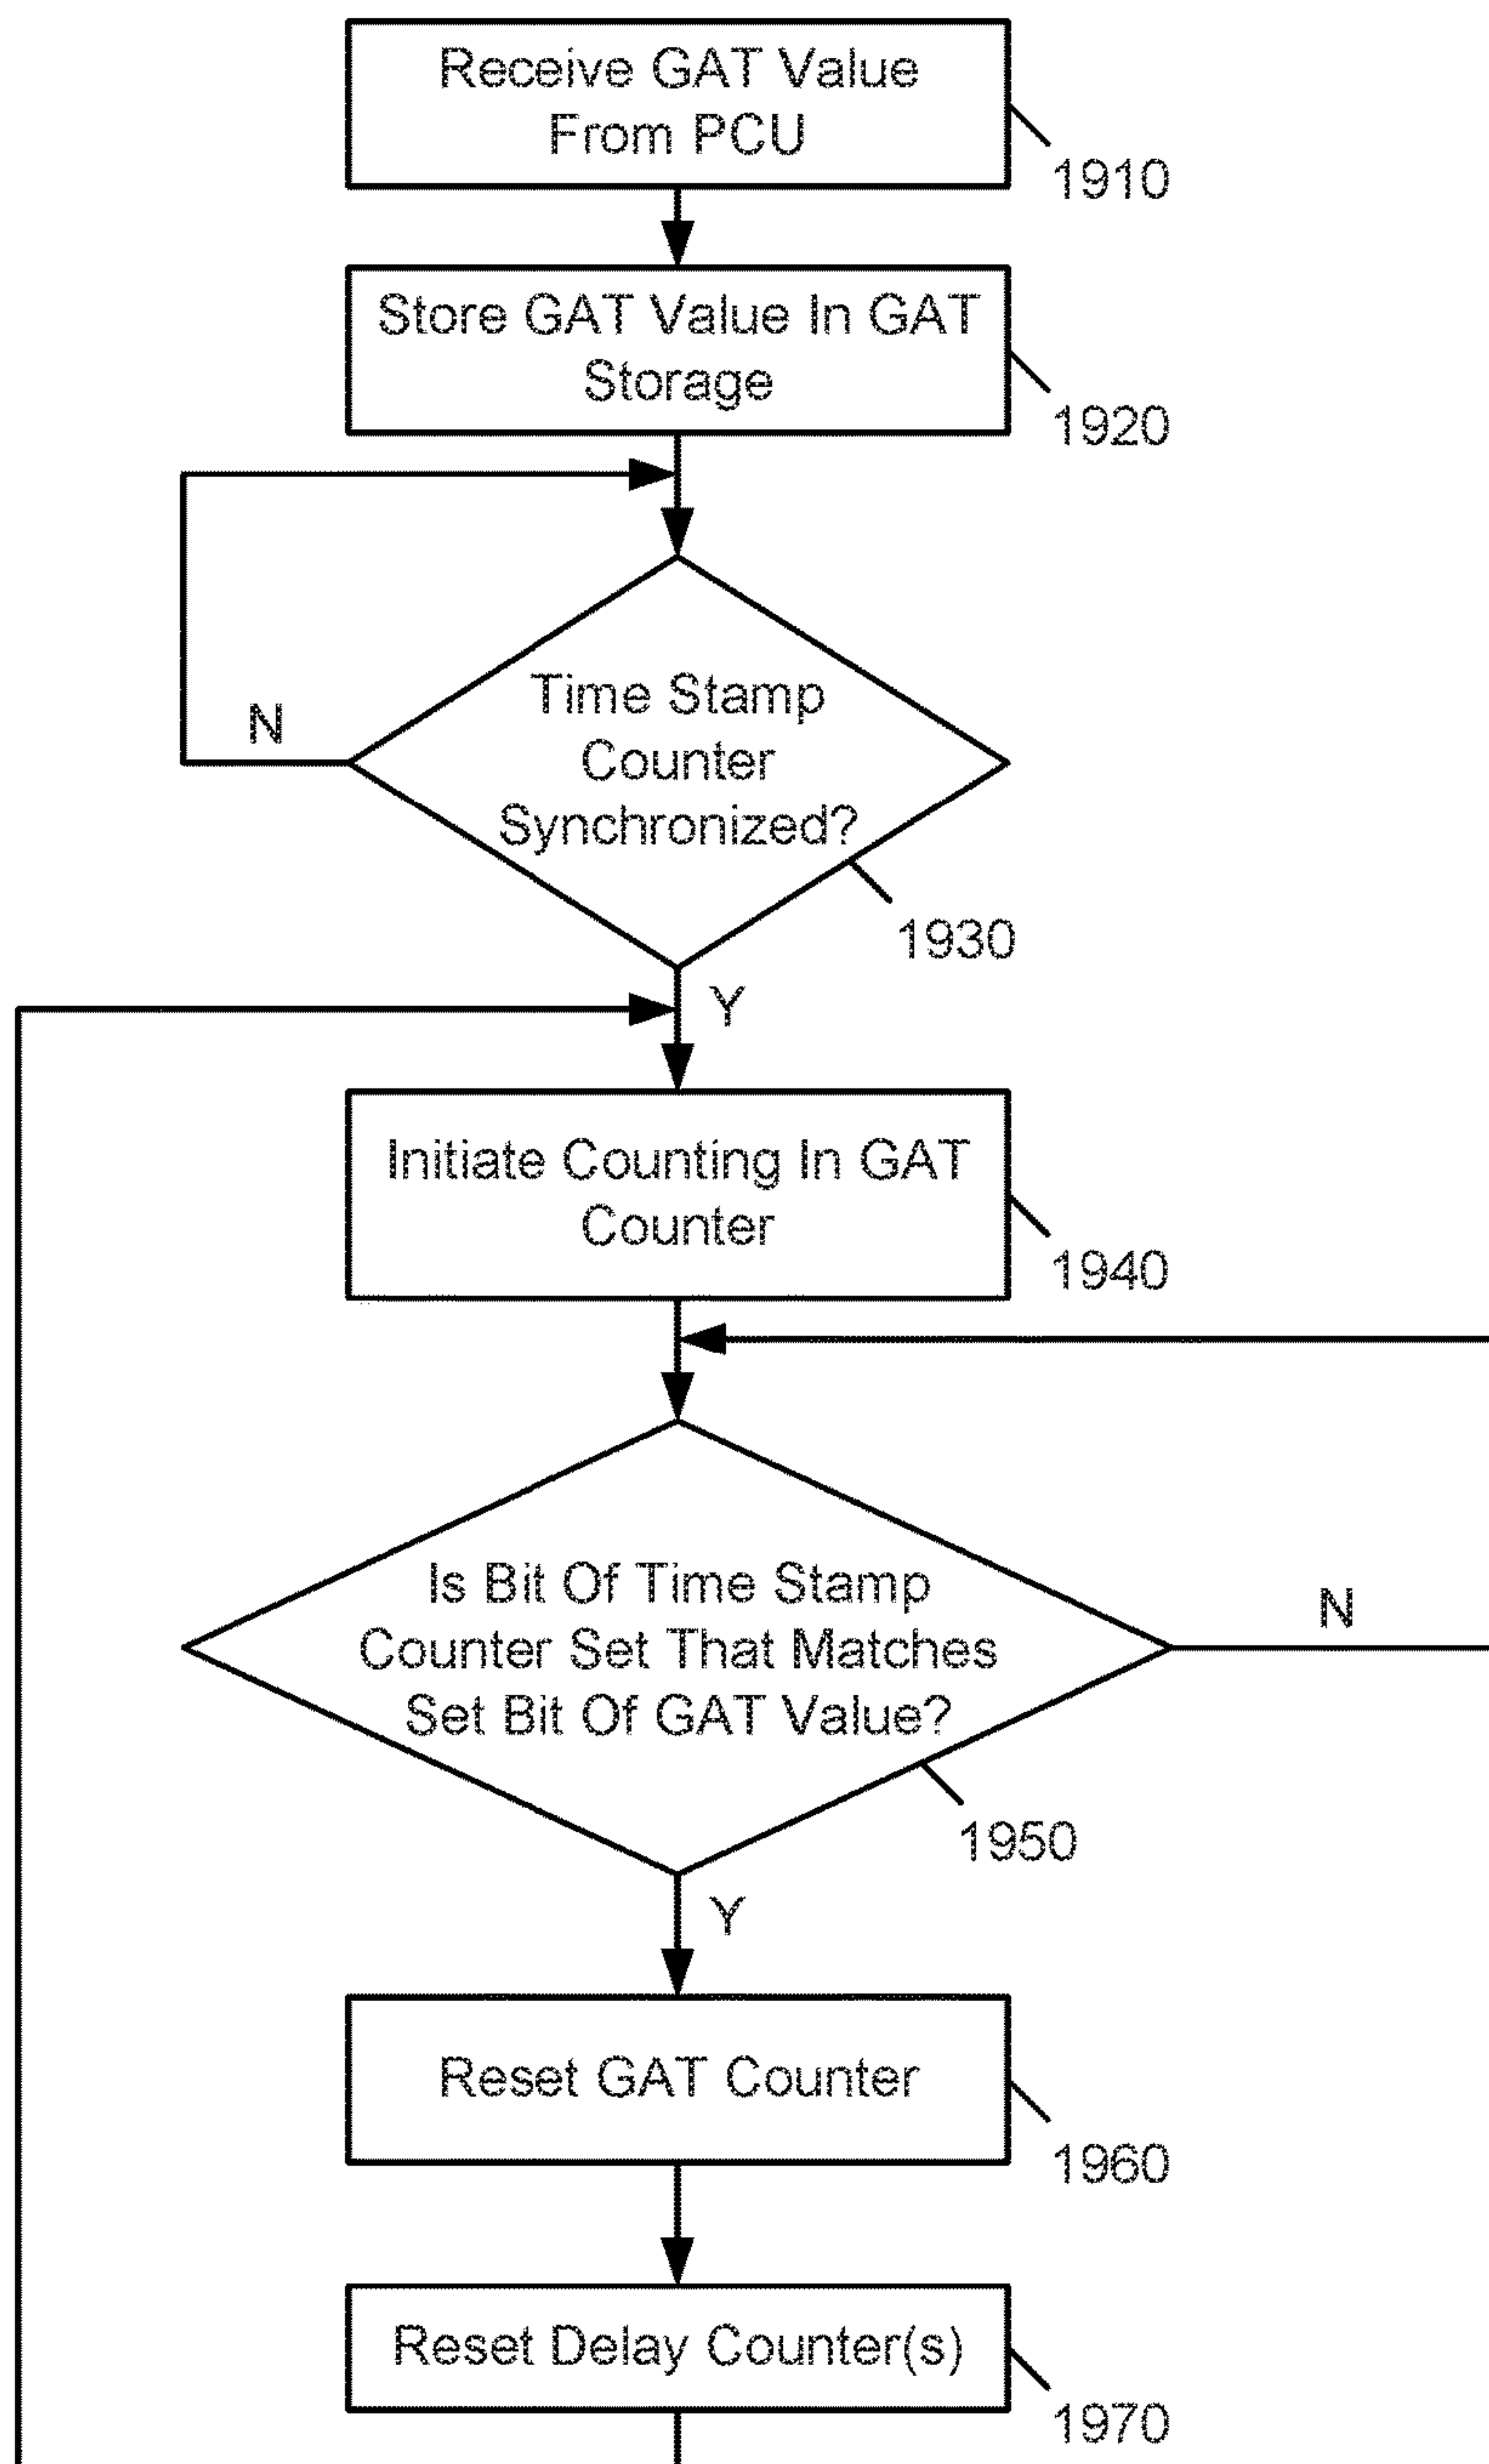 Receive GAT Value
From PCU
1910
Store GAT Value In GAT
Storage
1920
Time Stamp
Counter
Synchronized?
N
1930
Y
Initiate Counting In GAT
Counter
1940
Is Bit Of Time Stamp
Counter Set That Matches
Set Bit Of GAT Value?
N
1950
Y
Reset GAT Counter
1960
Reset Delay Counter(s)
1970